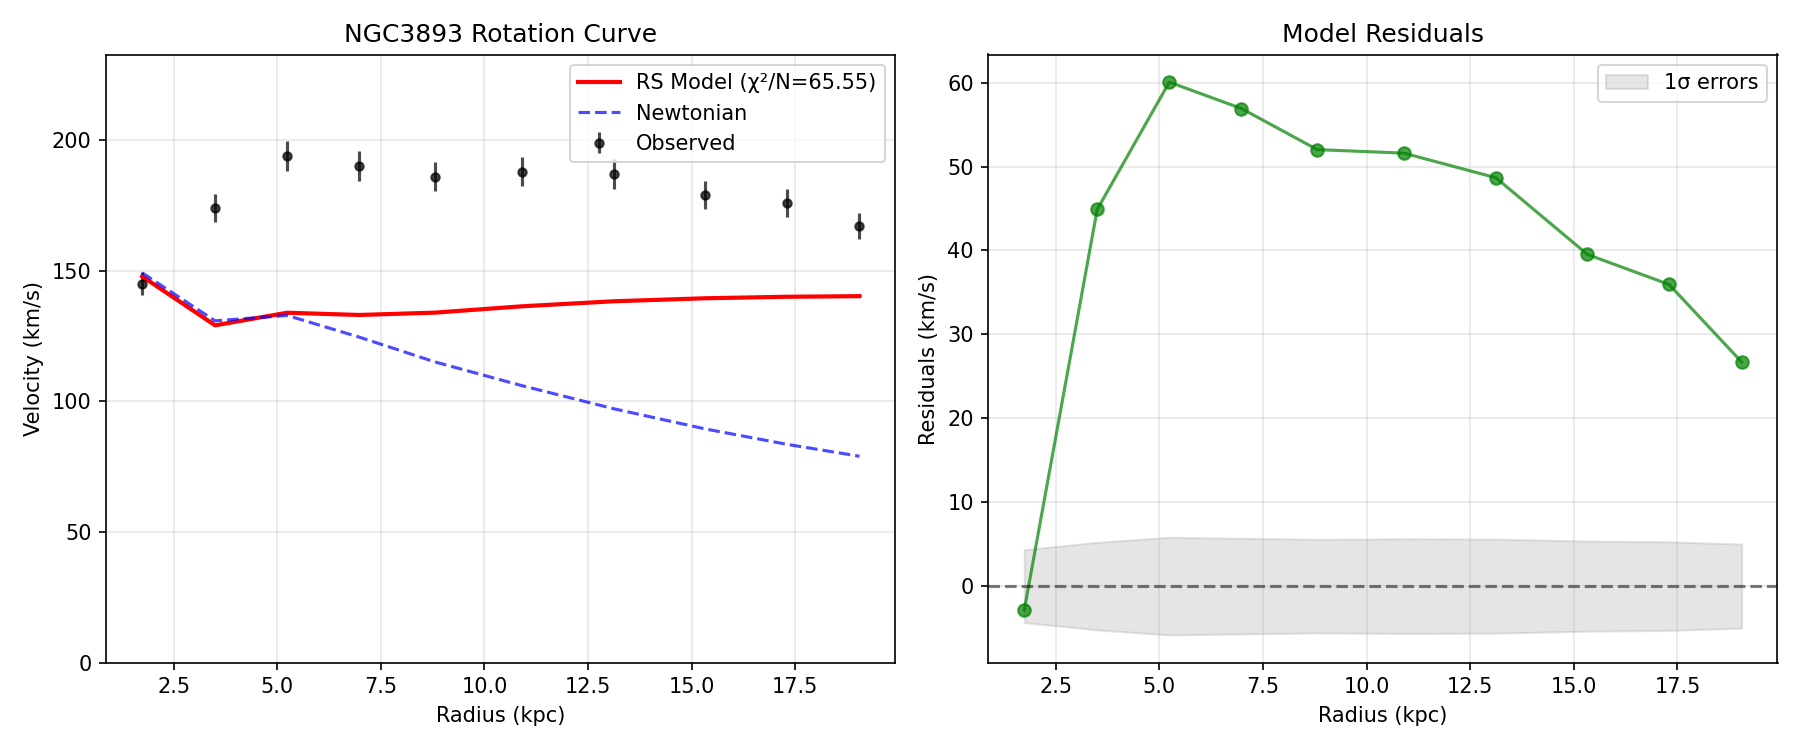 NGC3893 Rotation Curve
RS Model (χ²/N=65.55)
Newtonian
Observed
200
150
100
50
0
Velocity (km/s)
2.5 5.0 7.5 10.0 12.5 15.0 17.5
Radius (kpc)
Model Residuals
1σ errors
60
50
40
30
20
10
0
Residuals (km/s)
2.5 5.0 7.5 10.0 12.5 15.0 17.5
Radius (kpc)